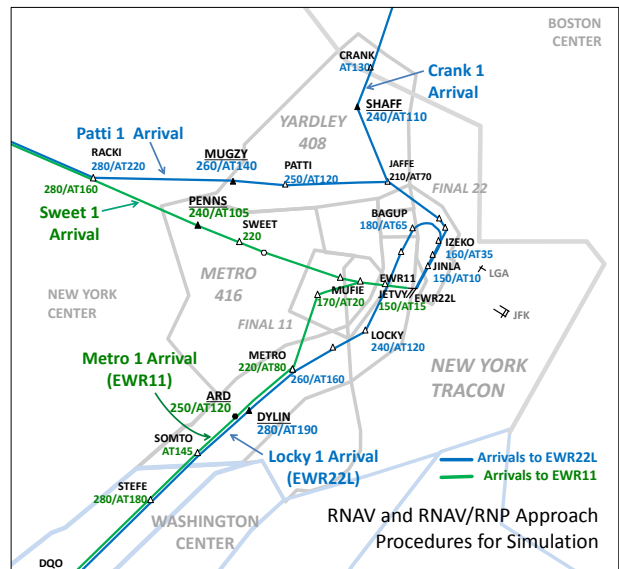 BOSTON
CENTER
CRANK
AT130
Crank 1
Arrival
SHAFF
240/AT110
YARDLEY
408
Patti 1 Arrival
MUGZY
260/AT140
RACKI
280/AT220
PATTI
250/AT120
JAFFE
210/AT70
280/AT160
FINAL 22
PENNS
240/AT105
Sweet 1
Arrival
BAGUP
180/AT65
SWEET
220
IZEKO
160/AT35
METRO
416
JINLA
150/AT10
LGA
EWR11
NEW YORK
CENTER
MUFIE
170/AT20
JETVY
150/AT15
EWR22L
JFK
FINAL 11
LOCKY
240/AT120
Metro 1 Arrival
(EWR11)
METRO
220/AT80
260/AT160
NEW YORK
TRACON
ARD
250/AT120
DYLIN
280/AT190
SOMTO
AT145
Locky 1 Arrival
(EWR22L)
Arrivals to EWR22L
Arrivals to EWR11
STEFE
280/AT180
WASHINGTON
CENTER
RNAV and RNAV/RNP Approach
Procedures for Simulation
DQO